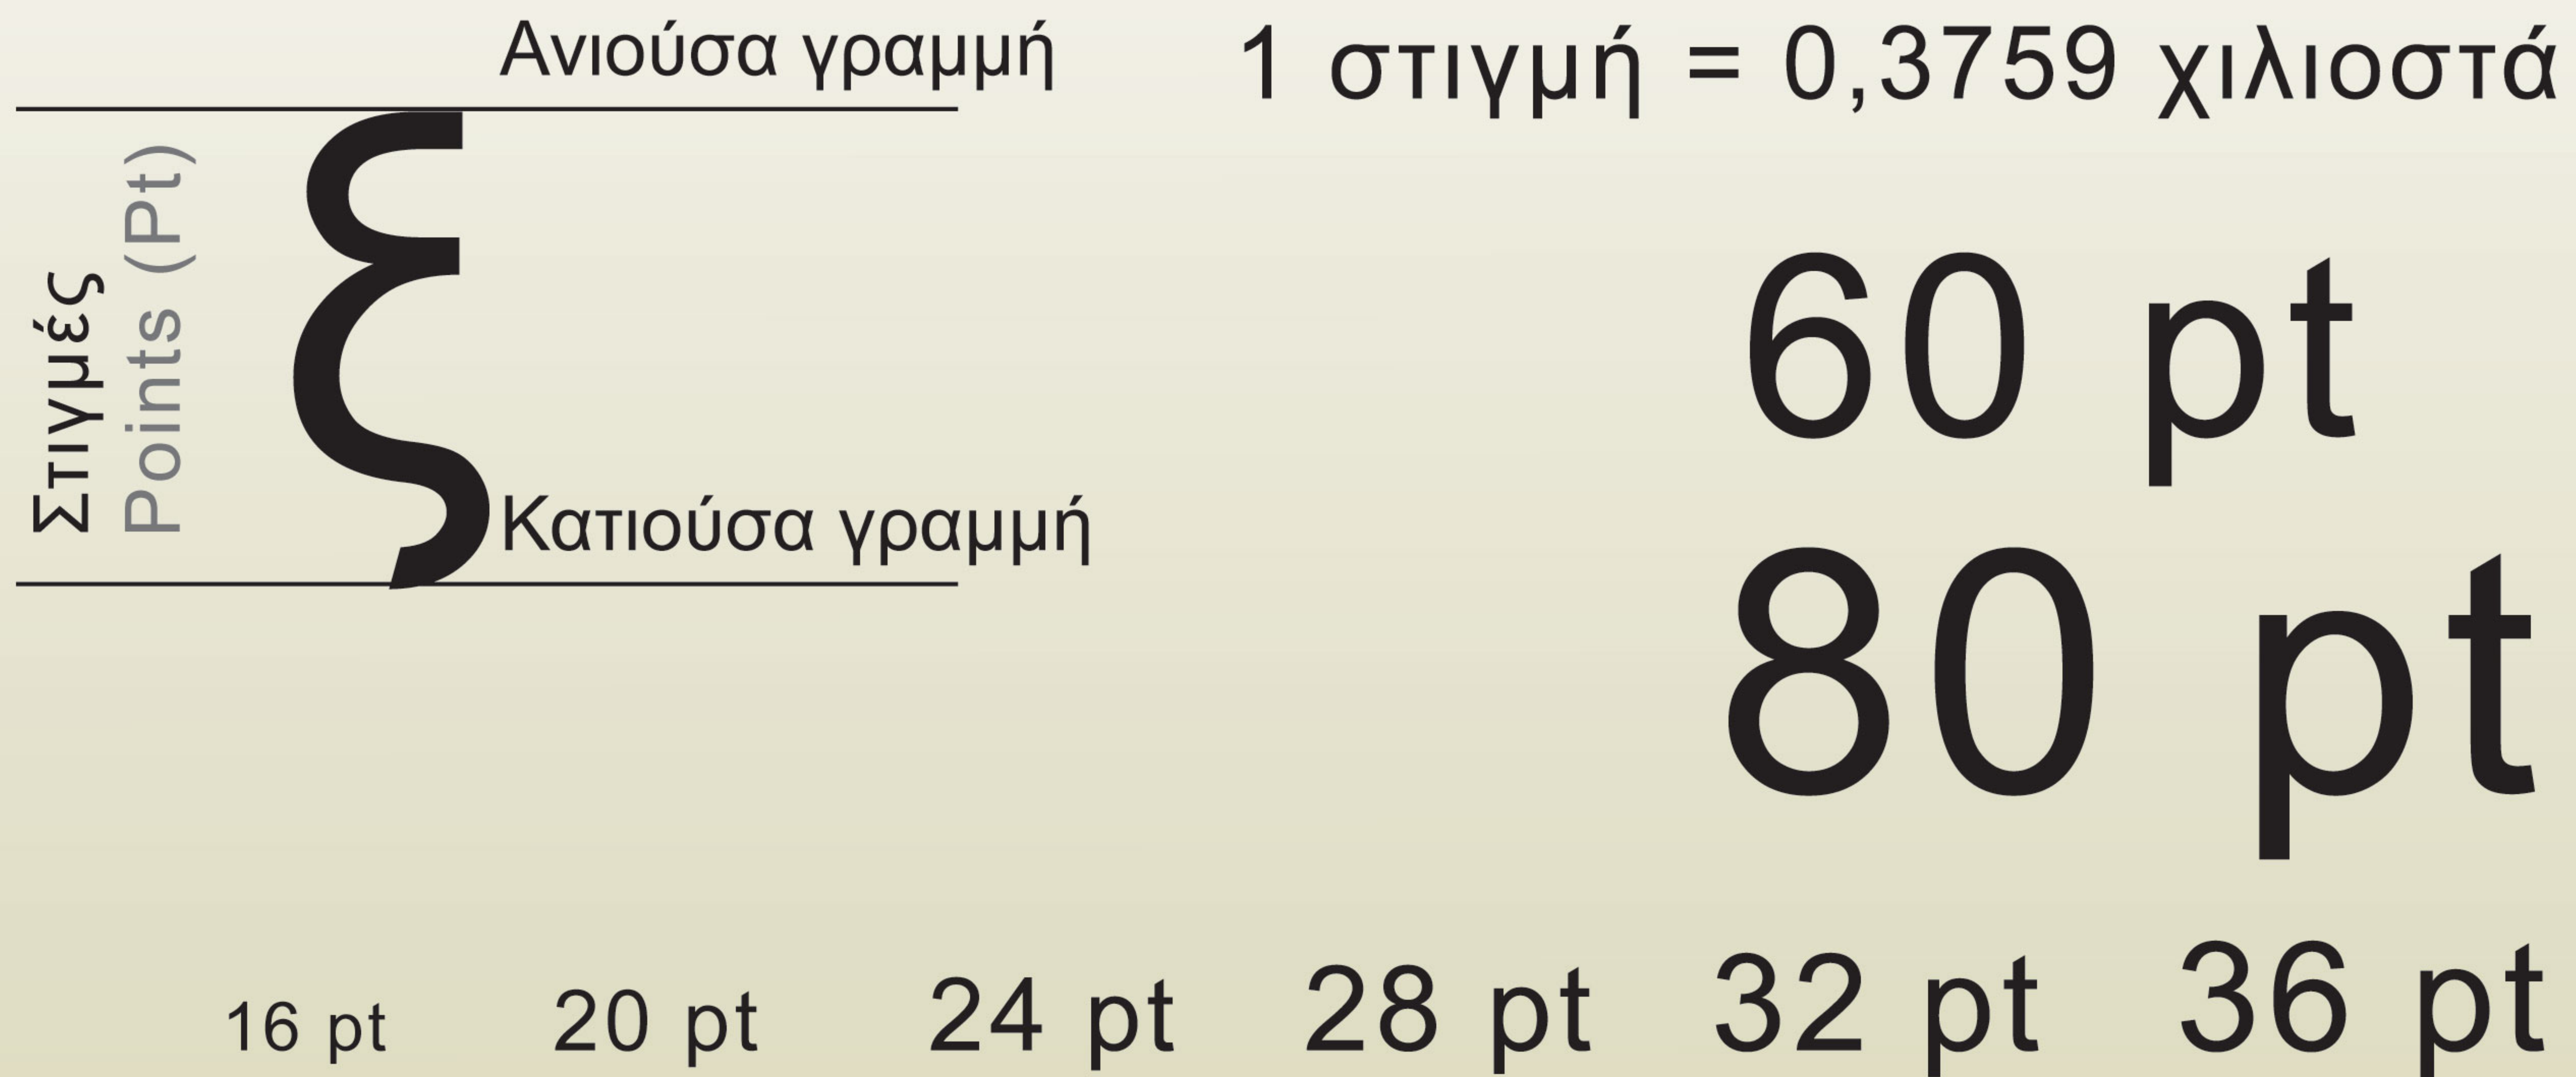 Ανιούσα γραμμή
1 στιγμή = 0,3759 χιλιοστά
Στιγμές
Points (Pt)
ξ
Κατιούσα γραμμή
60 pt
80 pt
16 pt 20 pt 24 pt 28 pt 32 pt 36 pt